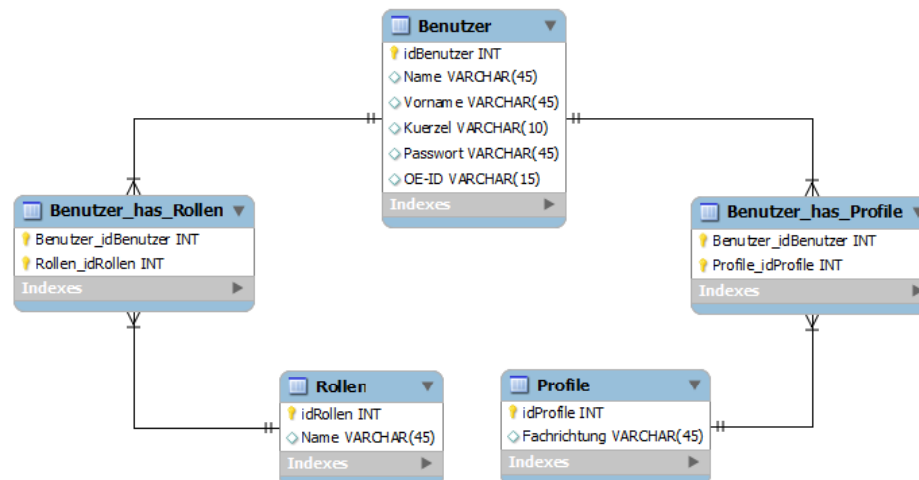 Benutzer
idBenutzer INT
Name VARCHAR(45)
Vorname VARCHAR(45)
Kuerzel VARCHAR(10)
Passwort VARCHAR(45)
OE-ID VARCHAR(15)
Indexes
Benutzer_has_Rollen
Benutzer_idBenutzer INT
Rollen_idRollen INT
Indexes
Benutzer_has_Profile
Benutzer_idBenutzer INT
Profile_idProfile INT
Indexes
Rollen
idRollen INT
Name VARCHAR(45)
Indexes
Profile
idProfile INT
Fachrichtung VARCHAR(45)
Indexes